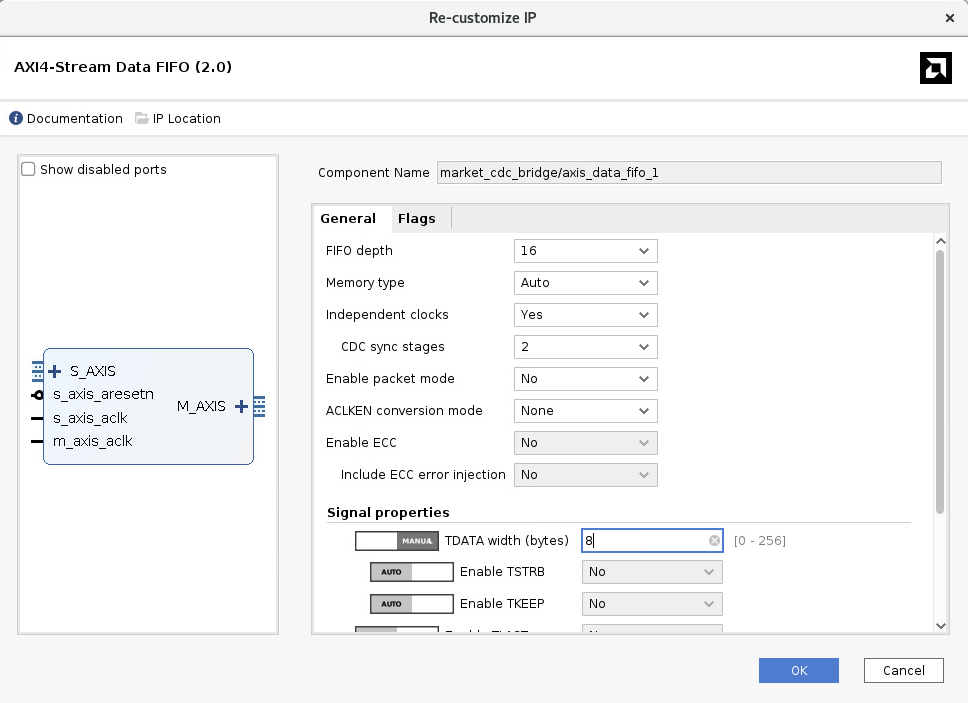 Re-customize IP
AXI4-Stream Data FIFO (2.0)
Documentation IP Location
Show disabled ports
S_AXIS
s_axis_aresetn
s_axis_aclk
m_axis_aclk
M_AXIS
Component Name market_cdc_bridge/axis_data_fifo_1
General Flags
FIFO depth 16
Memory type Auto
Independent clocks Yes
CDC sync stages 2
Enable packet mode No
ACLKEN conversion mode None
Enable ECC No
Include ECC error injection No
Signal properties
MANUA TDATA width (bytes) 8 [0 - 256]
AUTO Enable TSTRB No
AUTO Enable TKEEP No
OK Cancel